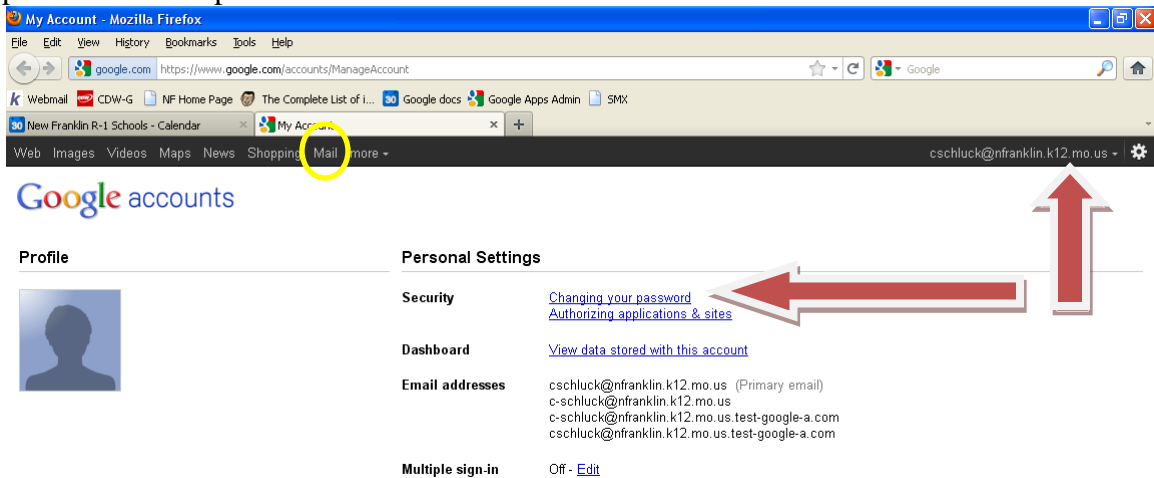 My Account - Mozilla Firefox
File Edit View History Bookmarks Tools Help
google.com https://www.google.com/accounts/ManageAccount Google
Webmail CDW-G NF Home Page The Complete List of i... Google docs Google Apps Admin SMX
New Franklin R-1 Schools - Calendar My Account
Web Images Videos Maps News Shopping Mail more cschluck@nfranklin.k12.mo.us
Google accounts
Profile Personal Settings
Security Changing your password
Authorizing applications & sites
Dashboard View data stored with this account
Email addresses cschluck@nfranklin.k12.mo.us (Primary email)
c-schluck@nfranklin.k12.mo.us
c-schluck@nfranklin.k12.mo.us.test-google-a.com
cschluck@nfranklin.k12.mo.us.test-google-a.com
Multiple sign-in Off - Edit